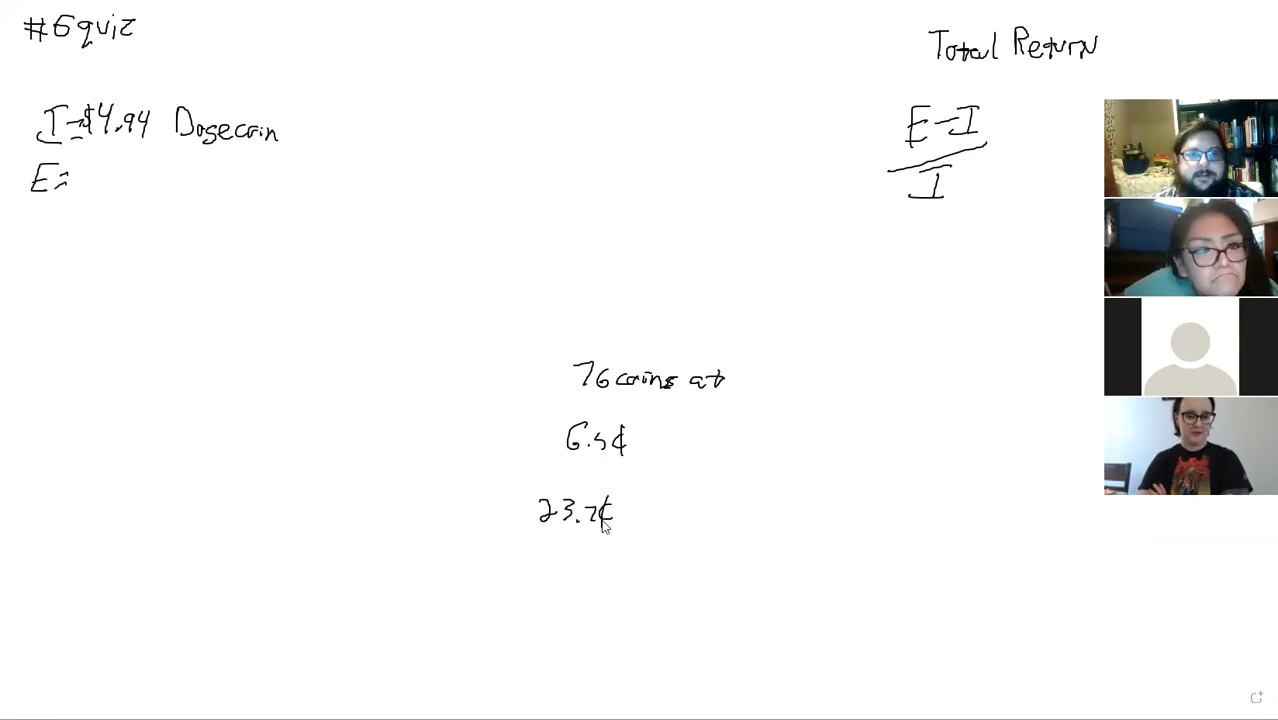 #6 quiz
Total Return
I=$4.94 Dogecoin
E=
E-I
I
76 coins at
6.5¢
23.7¢